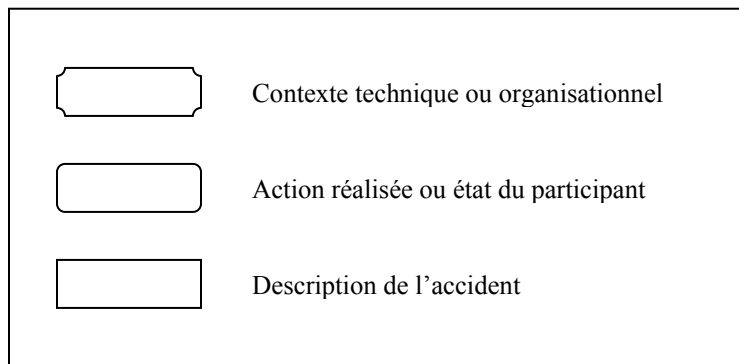 Contexte technique ou organisationnel
Action réalisée ou état du participant
Description de l’accident